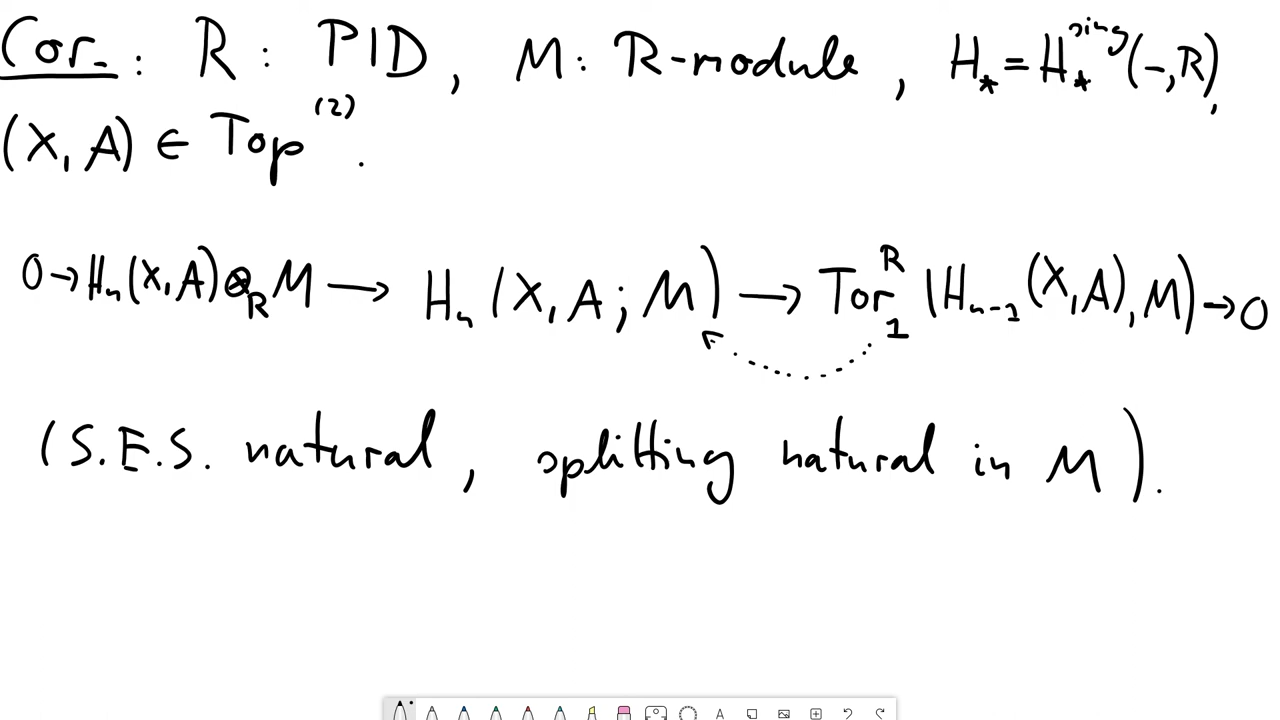 Cor. : R : PID , M : R-module , H_* = H_*^{sing}(-, R),
(X, A) ∈ Top^{(2)} .
0 → H_n(X, A) ⊗_R M ⟶ H_n(X, A ; M) ⟶ Tor_1^R(H_{n-1}(X, A), M) → 0
(S.E.S. natural , splitting natural in M ) .